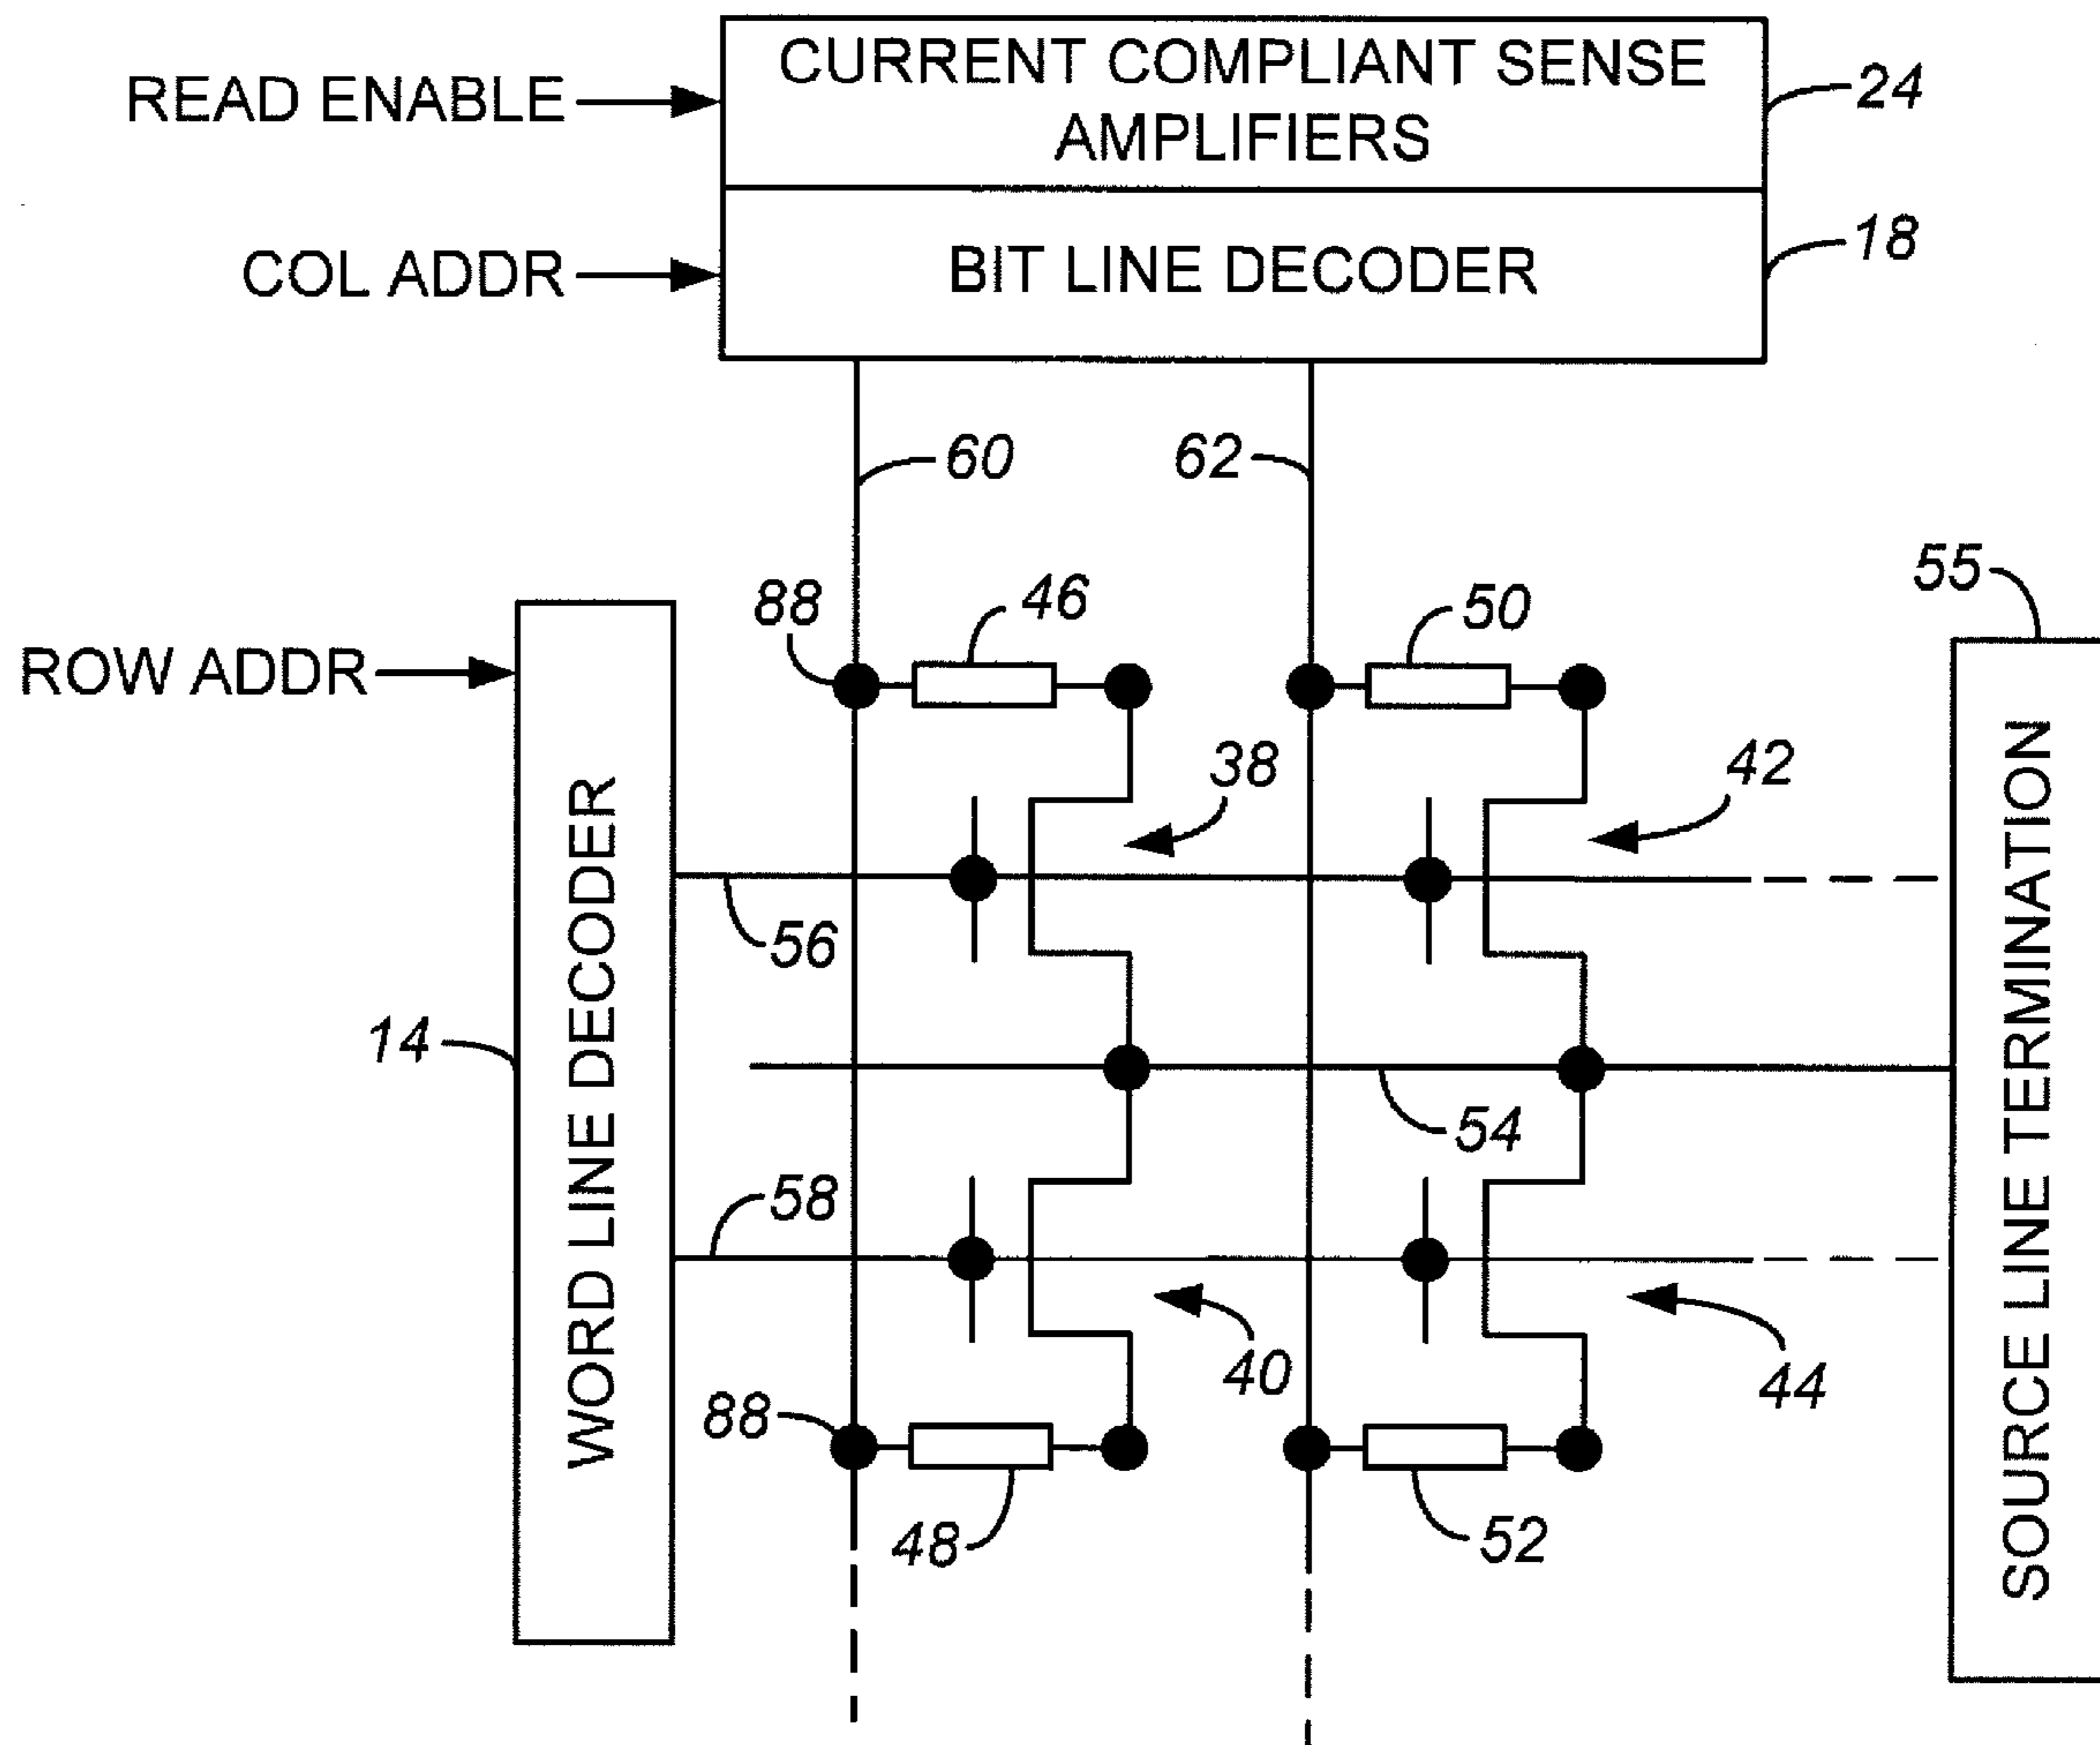 CURRENT COMPLIANT SENSE
AMPLIFIERS
READ ENABLE
24
BIT LINE DECODER
COL ADDR
18
60
62
55
88
46
50
ROW ADDR
38
42
WORD LINE DECODER
SOURCE LINE TERMINATION
56
14
54
58
40
44
88
48
52